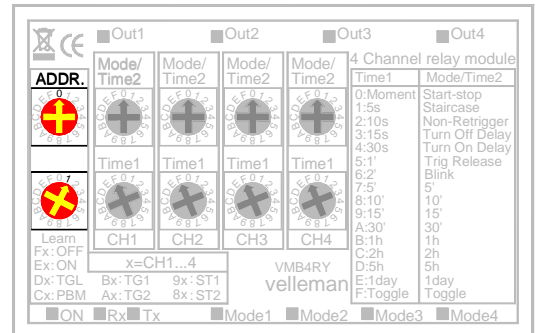 CE Out1 Out2 Out3 Out4
4 Channel relay module
ADDR.
Mode/ Time2 Mode/ Time2 Mode/ Time2 Mode/ Time2
0
Time1 Time1 Time1 Time1
1
CH1 CH2 CH3 CH4
Time1 Mode/Time2
0:Moment Start-stop
1:5s Staircase
2:10s Non-Retrigger
3:15s Turn Off Delay
4:30s Turn On Delay
5:1' Trig Release
6:2' Blink
7:5' 5'
8:10' 10'
9:15' 15'
A:30' 30'
B:1h 1h
C:2h 2h
D:5h 5h
E:1day 1day
F:Toggle Toggle
Learn
Fx:OFF
Ex:ON
Dx:TGL
Cx:PBM
x=CH1...4
Bx:TG1 9x:ST1
Ax:TG2 8x:ST2
VMB4RY
velleman
ON Rx Tx Mode1 Mode2 Mode3 Mode4